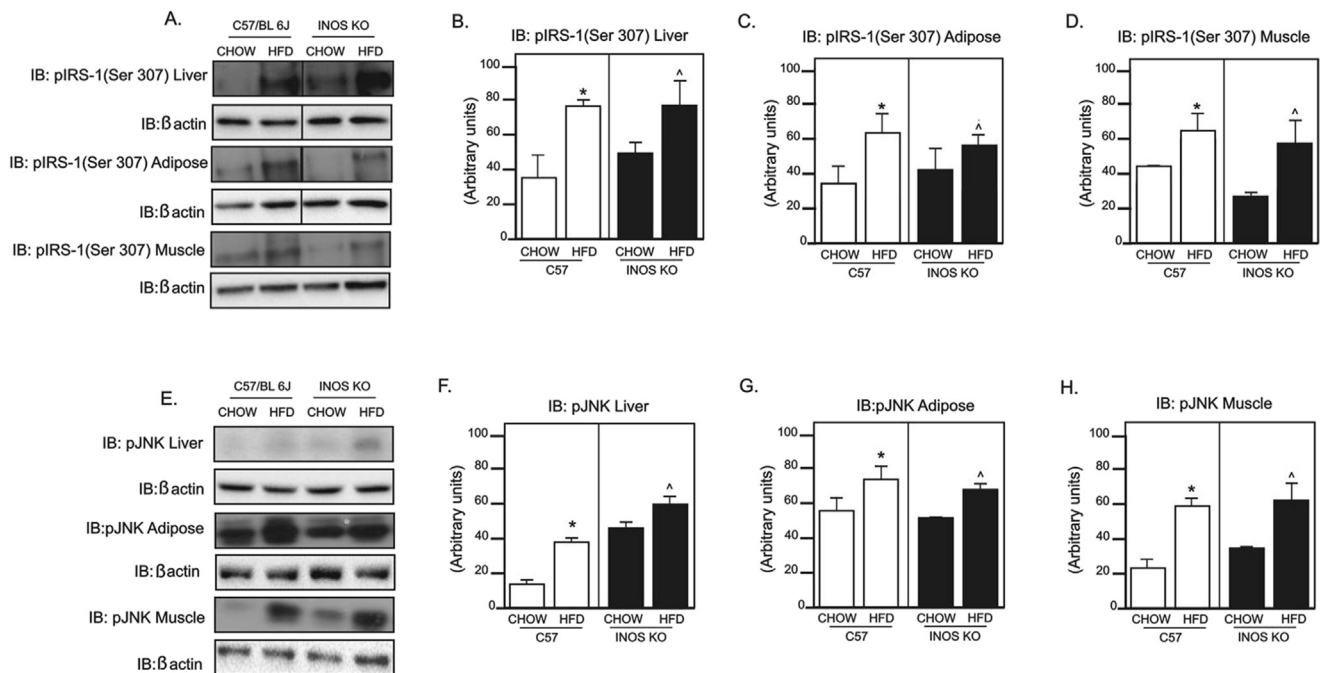 A.
C57/BL 6J INOS KO
CHOW HFD CHOW HFD
IB: pIRS-1(Ser 307) Liver
IB:ßactin
IB: pIRS-1(Ser 307) Adipose
IB:ßactin
IB: pIRS-1(Ser 307) Muscle
IB:ßactin
B.
IB: pIRS-1(Ser 307) Liver
(Arbitrary units)
100
80
60
40
20
0
* ^
CHOW HFD CHOW HFD
C57 INOS KO
C.
IB: pIRS-1(Ser 307) Adipose
(Arbitrary units)
100
80
60
40
20
0
* ^
CHOW HFD CHOW HFD
C57 INOS KO
D.
IB: pIRS-1(Ser 307) Muscle
(Arbitrary units)
100
80
60
40
20
0
* ^
CHOW HFD CHOW HFD
C57 INOS KO
E.
C57/BL 6J INOS KO
CHOW HFD CHOW HFD
IB: pJNK Liver
IB:ßactin
IB:pJNK Adipose
IB:ßactin
IB: pJNK Muscle
IB:ßactin
F.
IB: pJNK Liver
(Arbitrary units)
100
80
60
40
20
0
* ^
CHOW HFD CHOW HFD
C57 INOS KO
G.
IB:pJNK Adipose
(Arbitrary units)
100
80
60
40
20
0
* ^
CHOW HFD CHOW HFD
C57 INOS KO
H.
IB: pJNK Muscle
(Arbitrary units)
100
80
60
40
20
0
* ^
CHOW HFD CHOW HFD
C57 INOS KO